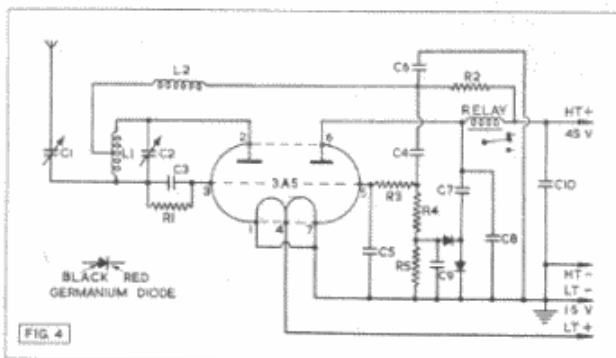 L2
C6
R2
RELAY
HT+
45 V
2
6
C1
L1
C2
C4
C3
3
3A5
5
R3
C7
C10
R1
R4
1
4
7
C5
R5
C9
C8
HT-
LT-
1·5 V
LT+
BLACK RED
GERMANIUM DIODE
FIG. 4